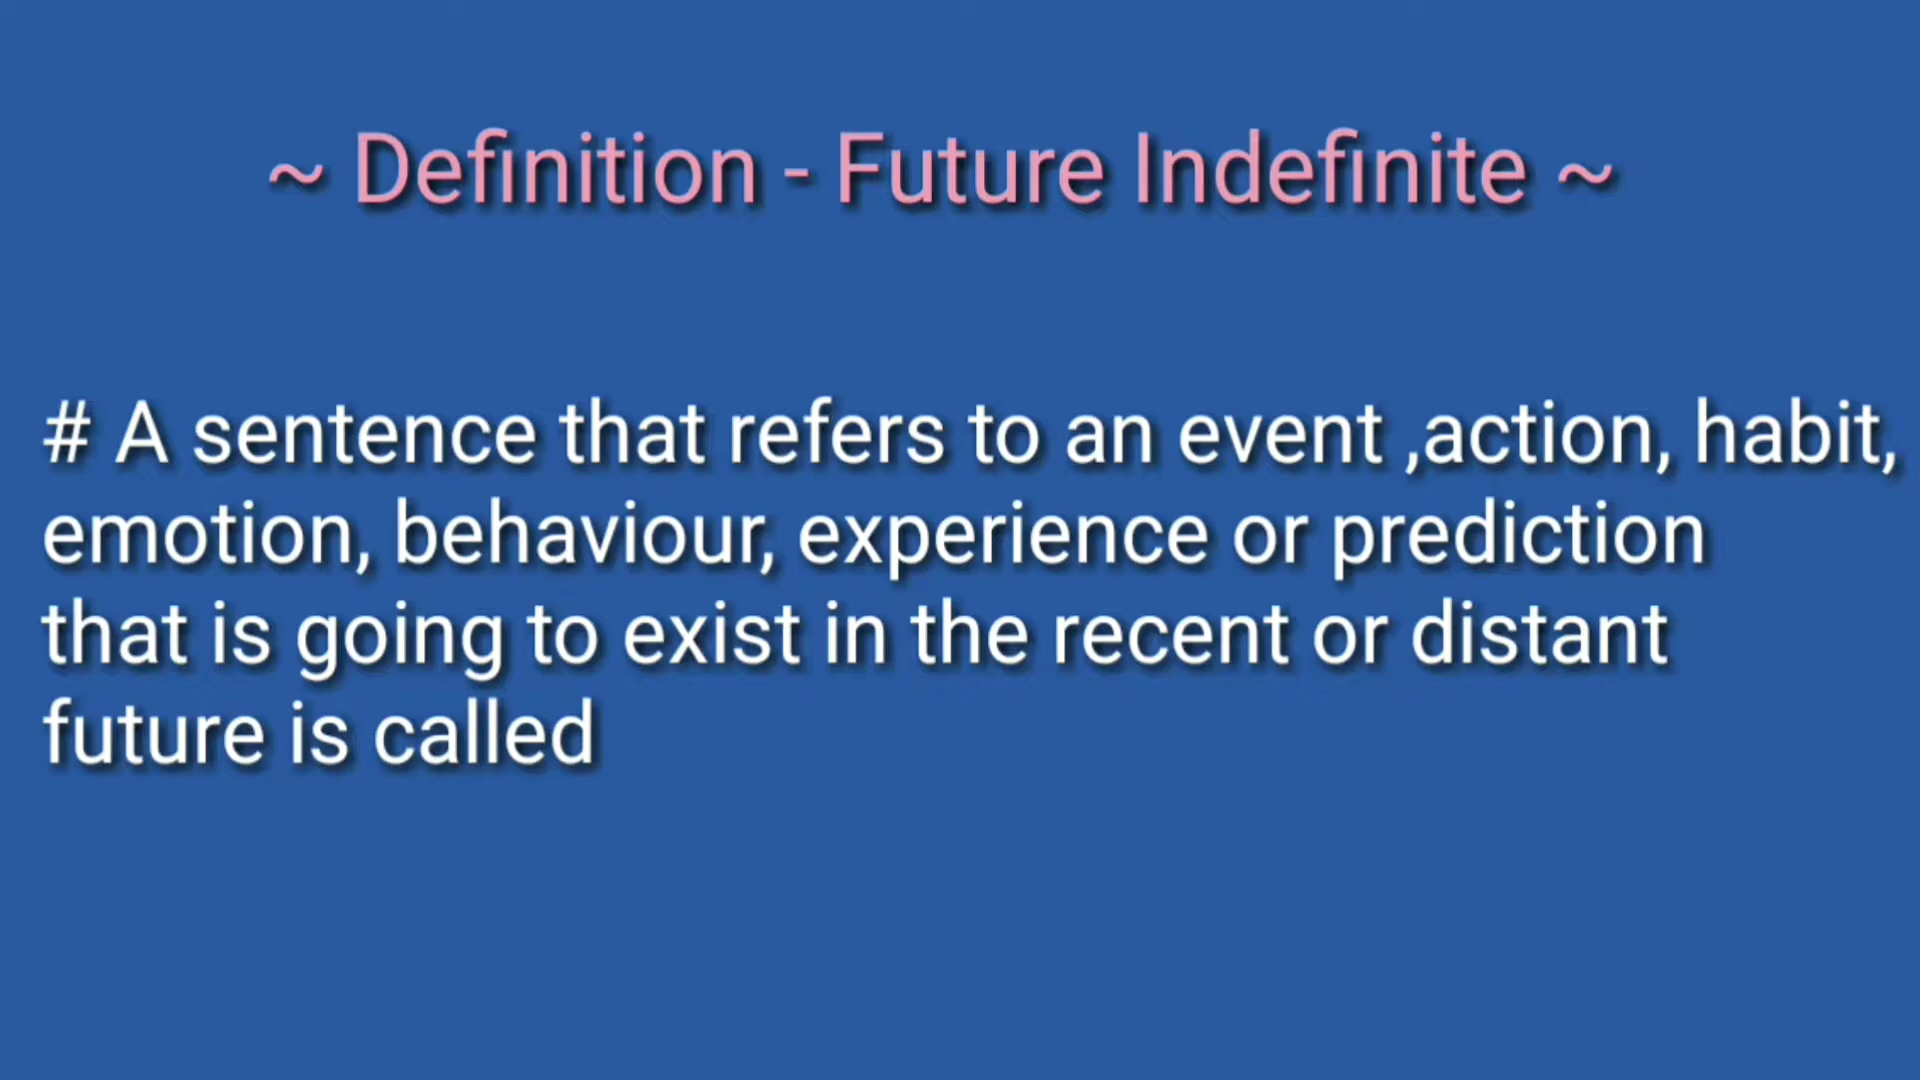 ~ Definition - Future Indefinite ~
# A sentence that refers to an event ,action, habit,
emotion, behaviour, experience or prediction
that is going to exist in the recent or distant
future is called